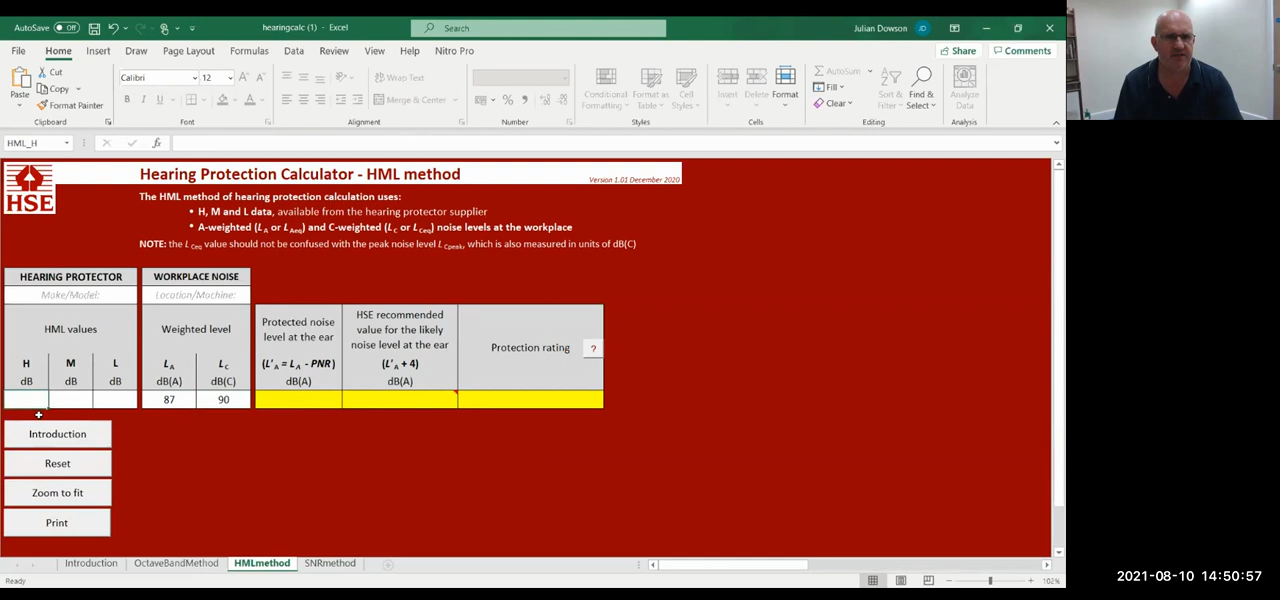 AutoSave Off
hearingcalc (1) - Excel
Search
Julian Dowson JD
File Home Insert Draw Page Layout Formulas Data Review View Help Nitro Pro
Share Comments
Paste
Cut
Copy
Format Painter
Clipboard
Calibri 12
B I U
Font
Wrap Text
Merge & Center
Alignment
Number
Conditional Formatting
Format as Table
Cell Styles
Styles
Insert Delete Format
Cells
AutoSum
Fill
Clear
Sort & Filter
Find & Select
Editing
Analyze Data
Analysis
HML_H
fx
HSE
Hearing Protection Calculator - HML method
Version 1.01 December 2020
The HML method of hearing protection calculation uses:
• H, M and L data, available from the hearing protector supplier
• A-weighted (LA or LAeq) and C-weighted (LC or LCeq) noise levels at the workplace
NOTE: the LCeq value should not be confused with the peak noise level LCpeak, which is also measured in units of dB(C)
HEARING PROTECTOR
Make/Model:
HML values
H M L
dB dB dB
WORKPLACE NOISE
Location/Machine:
Weighted level
LA LC
dB(A) dB(C)
87 90
Protected noise
level at the ear
(L'A = LA - PNR)
dB(A)
HSE recommended
value for the likely
noise level at the ear
(L'A + 4)
dB(A)
Protection rating ?
Introduction
Reset
Zoom to fit
Print
Introduction OctaveBandMethod HMLmethod SNRmethod
Ready
102%
2021-08-10 14:50:57